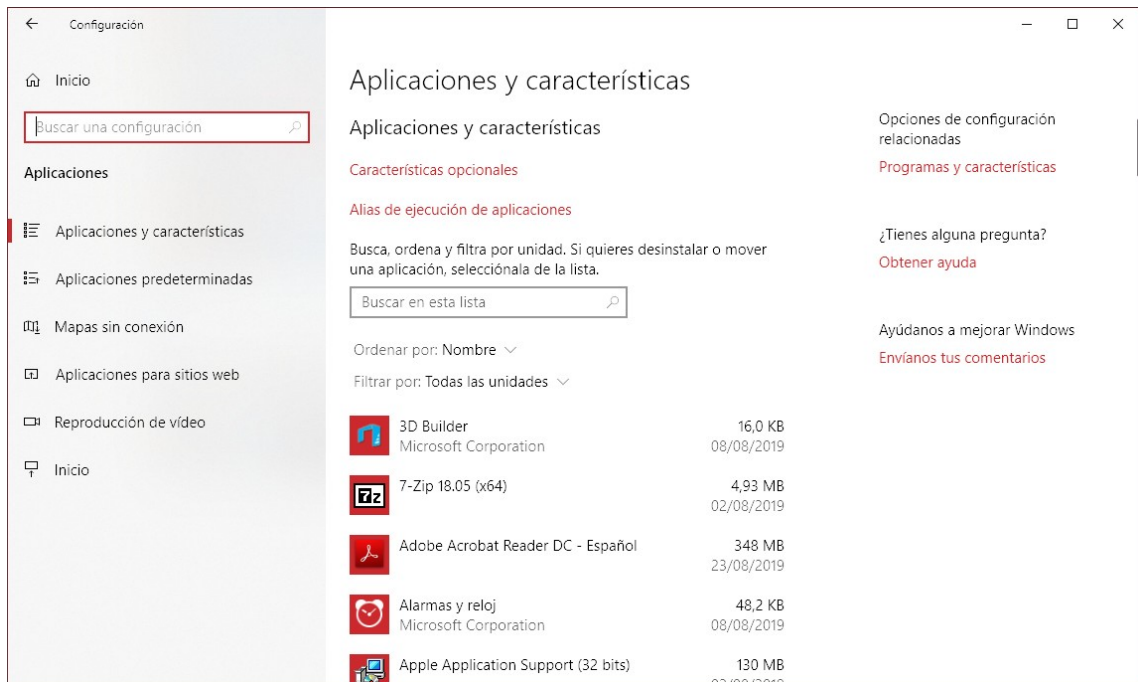 Configuración
Inicio
Buscar una configuración
Aplicaciones
Aplicaciones y características
Aplicaciones predeterminadas
Mapas sin conexión
Aplicaciones para sitios web
Reproducción de vídeo
Inicio
Aplicaciones y características
Aplicaciones y características
Características opcionales
Alias de ejecución de aplicaciones
Busca, ordena y filtra por unidad. Si quieres desinstalar o mover
una aplicación, selecciónala de la lista.
Buscar en esta lista
Ordenar por: Nombre
Filtrar por: Todas las unidades
3D Builder 16,0 KB
Microsoft Corporation 08/08/2019
7z
7-Zip 18.05 (x64) 4,93 MB
02/08/2019
Adobe Acrobat Reader DC - Español 348 MB
23/08/2019
Alarmas y reloj 48,2 KB
Microsoft Corporation 08/08/2019
Apple Application Support (32 bits) 130 MB
Opciones de configuración
relacionadas
Programas y características
¿Tienes alguna pregunta?
Obtener ayuda
Ayúdanos a mejorar Windows
Envíanos tus comentarios